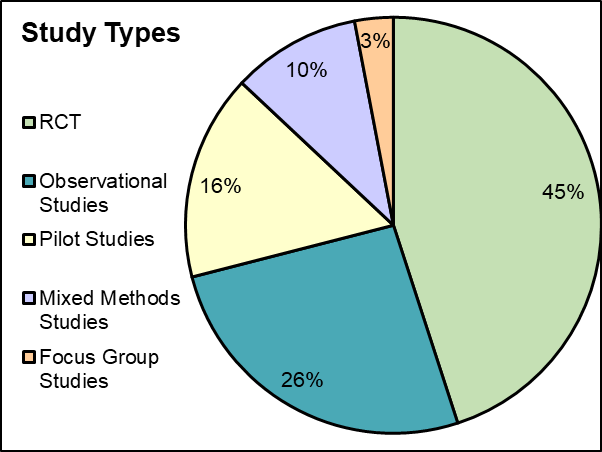 Study Types
RCT
Observational
Studies
Pilot Studies
Mixed Methods
Studies
Focus Group
Studies
3%
10%
16%
45%
26%